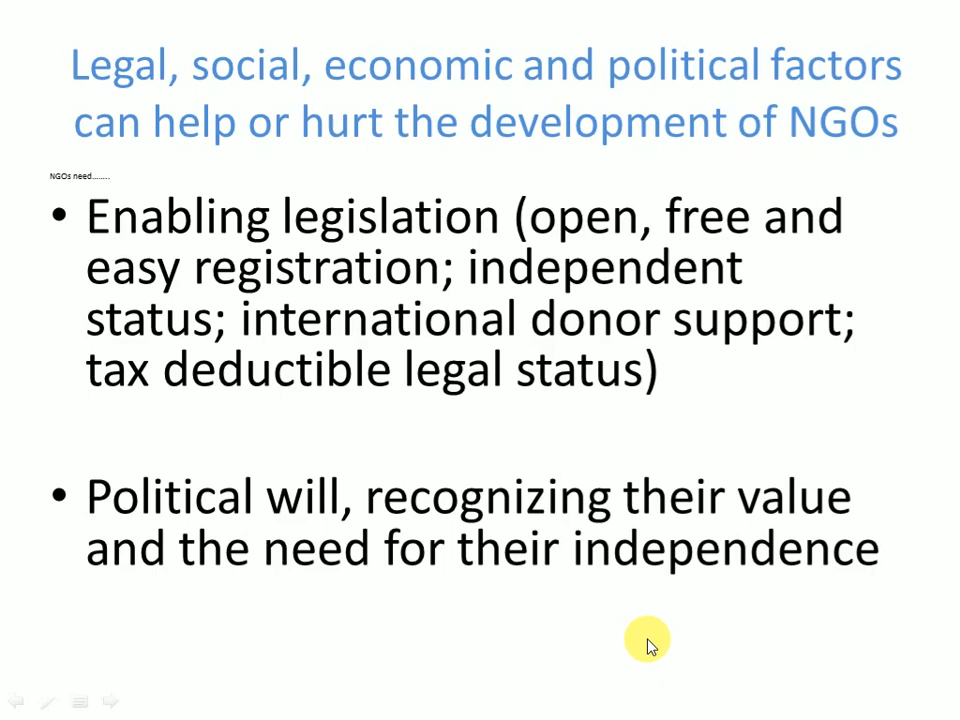 Legal, social, economic and political factors
can help or hurt the development of NGOs
NGOs need........
• Enabling legislation (open, free and
easy registration; independent
status; international donor support;
tax deductible legal status)
• Political will, recognizing their value
and the need for their independence